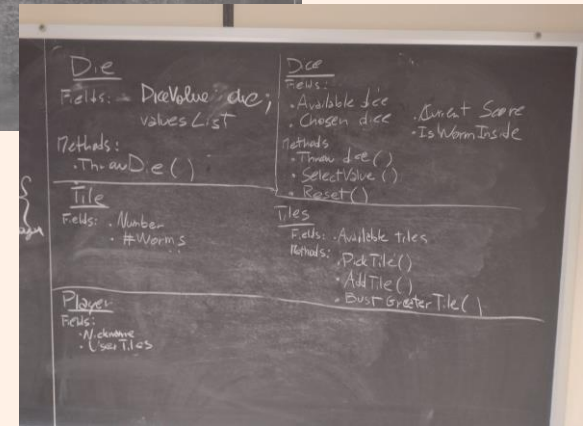 Die
Fields: - DiceValue die;
values List
Methods:
• ThrowDie()
Dice
Fields:
• Available dice
• Chosen dice
• Current Score
• IsWormInside
Methods
• Throw dice()
• SelectValue()
• Reset()
Tile
Fields: • Number
• #Worms
Tiles
Fields: • Available tiles
Methods: • PickTile()
• AddTile()
• Bust GreaterTile()
Player
Fields:
• Nickname
• UserTiles